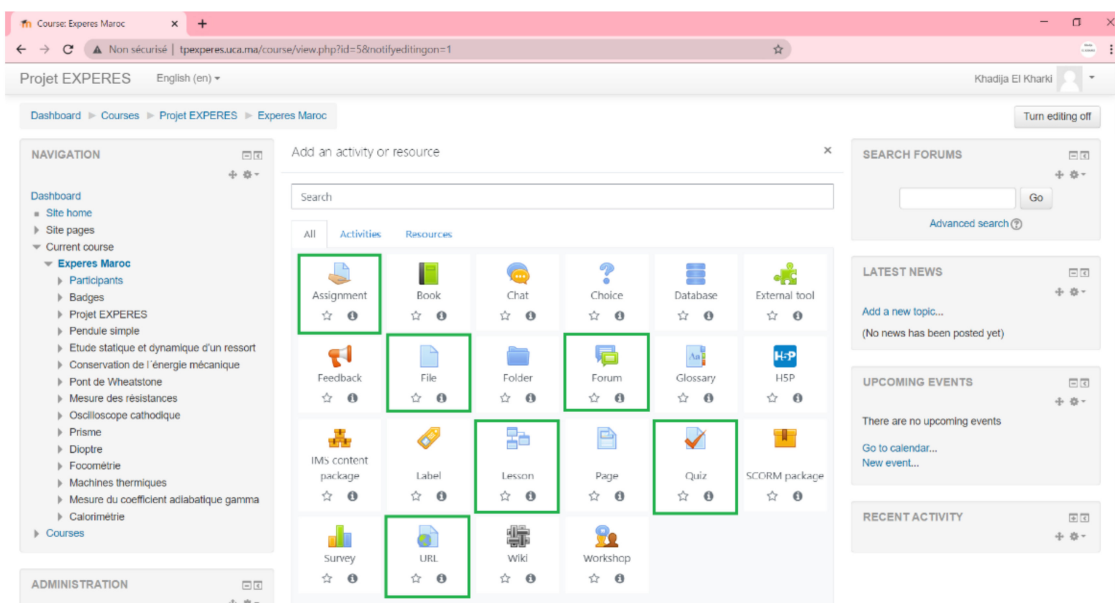 Course: Experes Maroc
Non sécurisé | tpexperes.uca.ma/course/view.php?id=5&notifyeditingon=1
Projet EXPERES English (en) Khadija El Kharki
Dashboard Courses Projet EXPERES Experes Maroc
Turn editing off
NAVIGATION
Dashboard
Site home
Site pages
Current course
Experes Maroc
Participants
Badges
Projet EXPERES
Pendule simple
Etude statique et dynamique d'un ressort
Conservation de l´énergie mécanique
Pont de Wheatstone
Mesure des résistances
Oscilloscope cathodique
Prisme
Dioptre
Focométrie
Machines thermiques
Mesure du coefficient adiabatique gamma
Calorimétrie
Courses
ADMINISTRATION
Add an activity or resource
Search
All Activities Resources
Assignment Book Chat Choice Database External tool
Feedback File Folder Forum Glossary H5P
IMS content
package Label Lesson Page Quiz SCORM package
Survey URL Wiki Workshop
SEARCH FORUMS
Go
Advanced search
LATEST NEWS
Add a new topic...
(No news has been posted yet)
UPCOMING EVENTS
There are no upcoming events
Go to calendar...
New event...
RECENT ACTIVITY